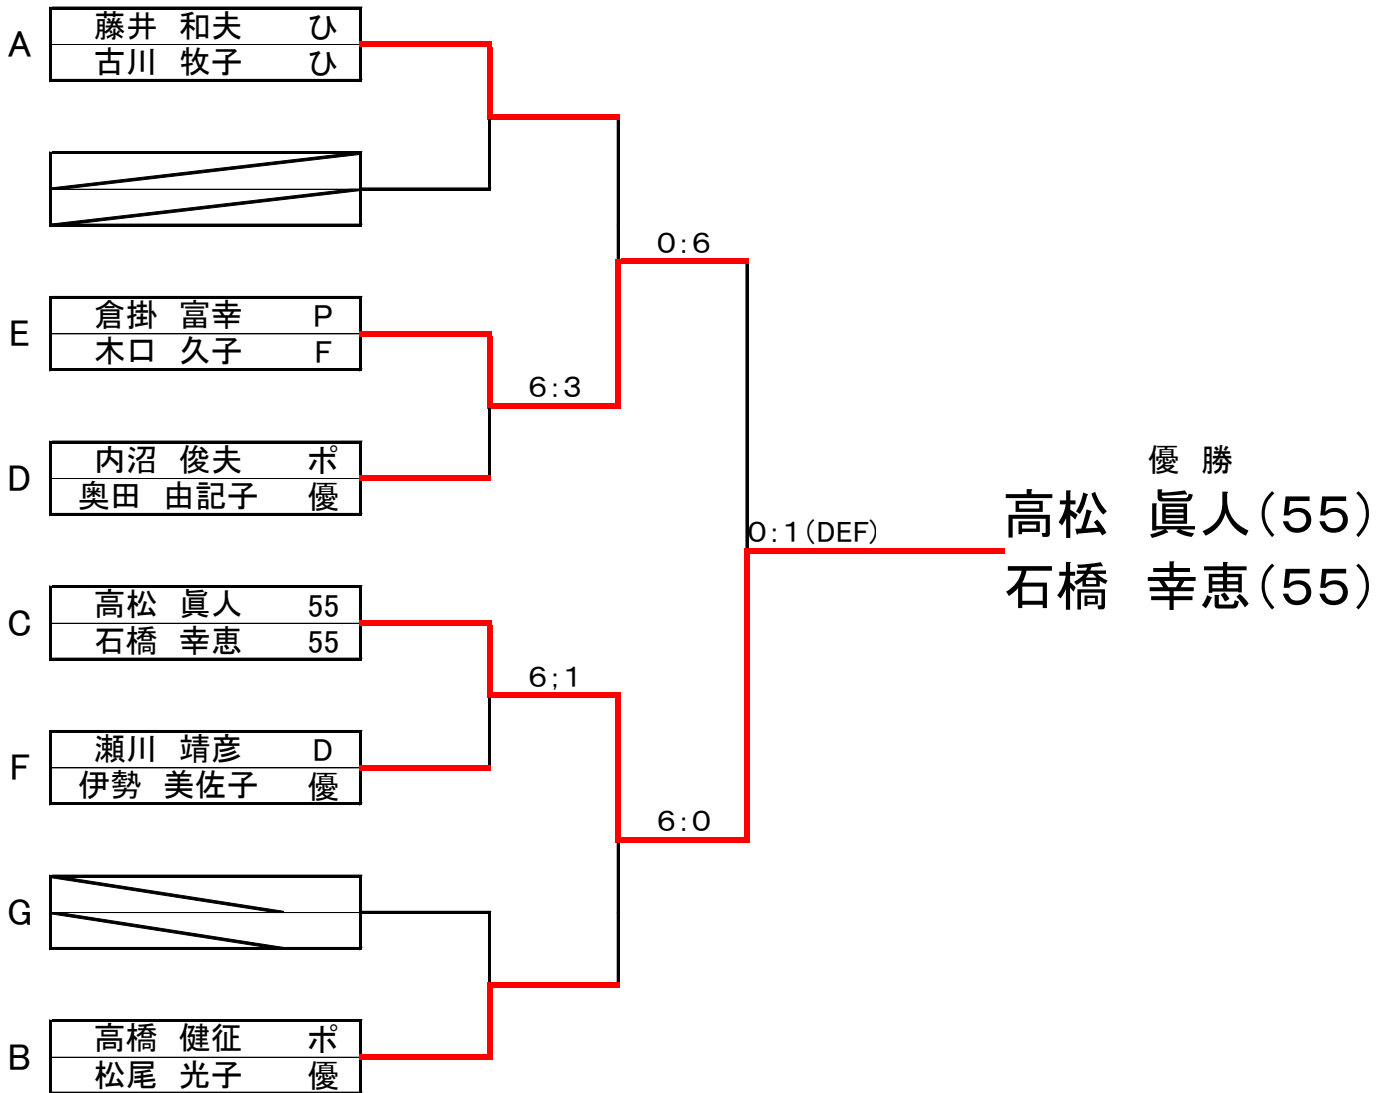 A
藤井 和夫 ひ
古川 牧子 ひ
0:6
E
倉掛 富幸 P
木口 久子 F
6:3
D
内沼 俊夫 ポ
奥田 由記子 優
優 勝
高松 眞人(55)
石橋 幸恵(55)
0:1(DEF)
C
高松 眞人 55
石橋 幸恵 55
6;1
F
瀬川 靖彦 D
伊勢 美佐子 優
6:0
G
B
高橋 健征 ポ
松尾 光子 優